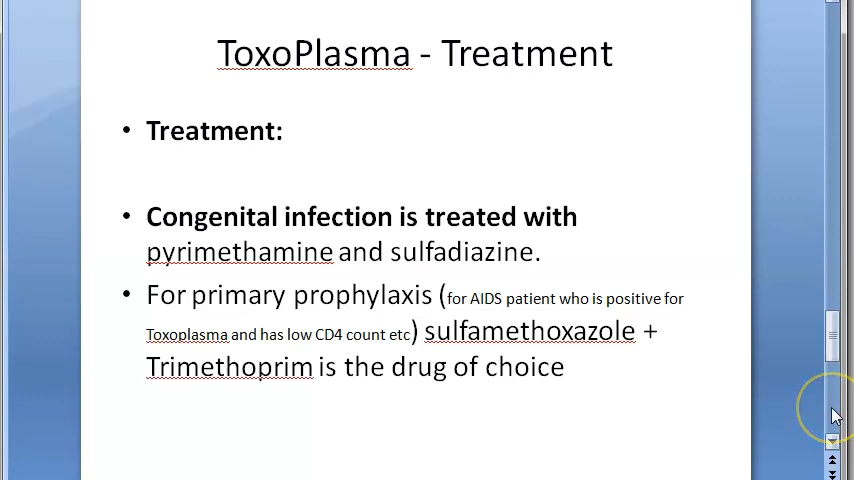 ToxoPlasma - Treatment
• Treatment:
• Congenital infection is treated with
pyrimethamine and sulfadiazine.
• For primary prophylaxis (for AIDS patient who is positive for
Toxoplasma and has low CD4 count etc) sulfamethoxazole +
Trimethoprim is the drug of choice